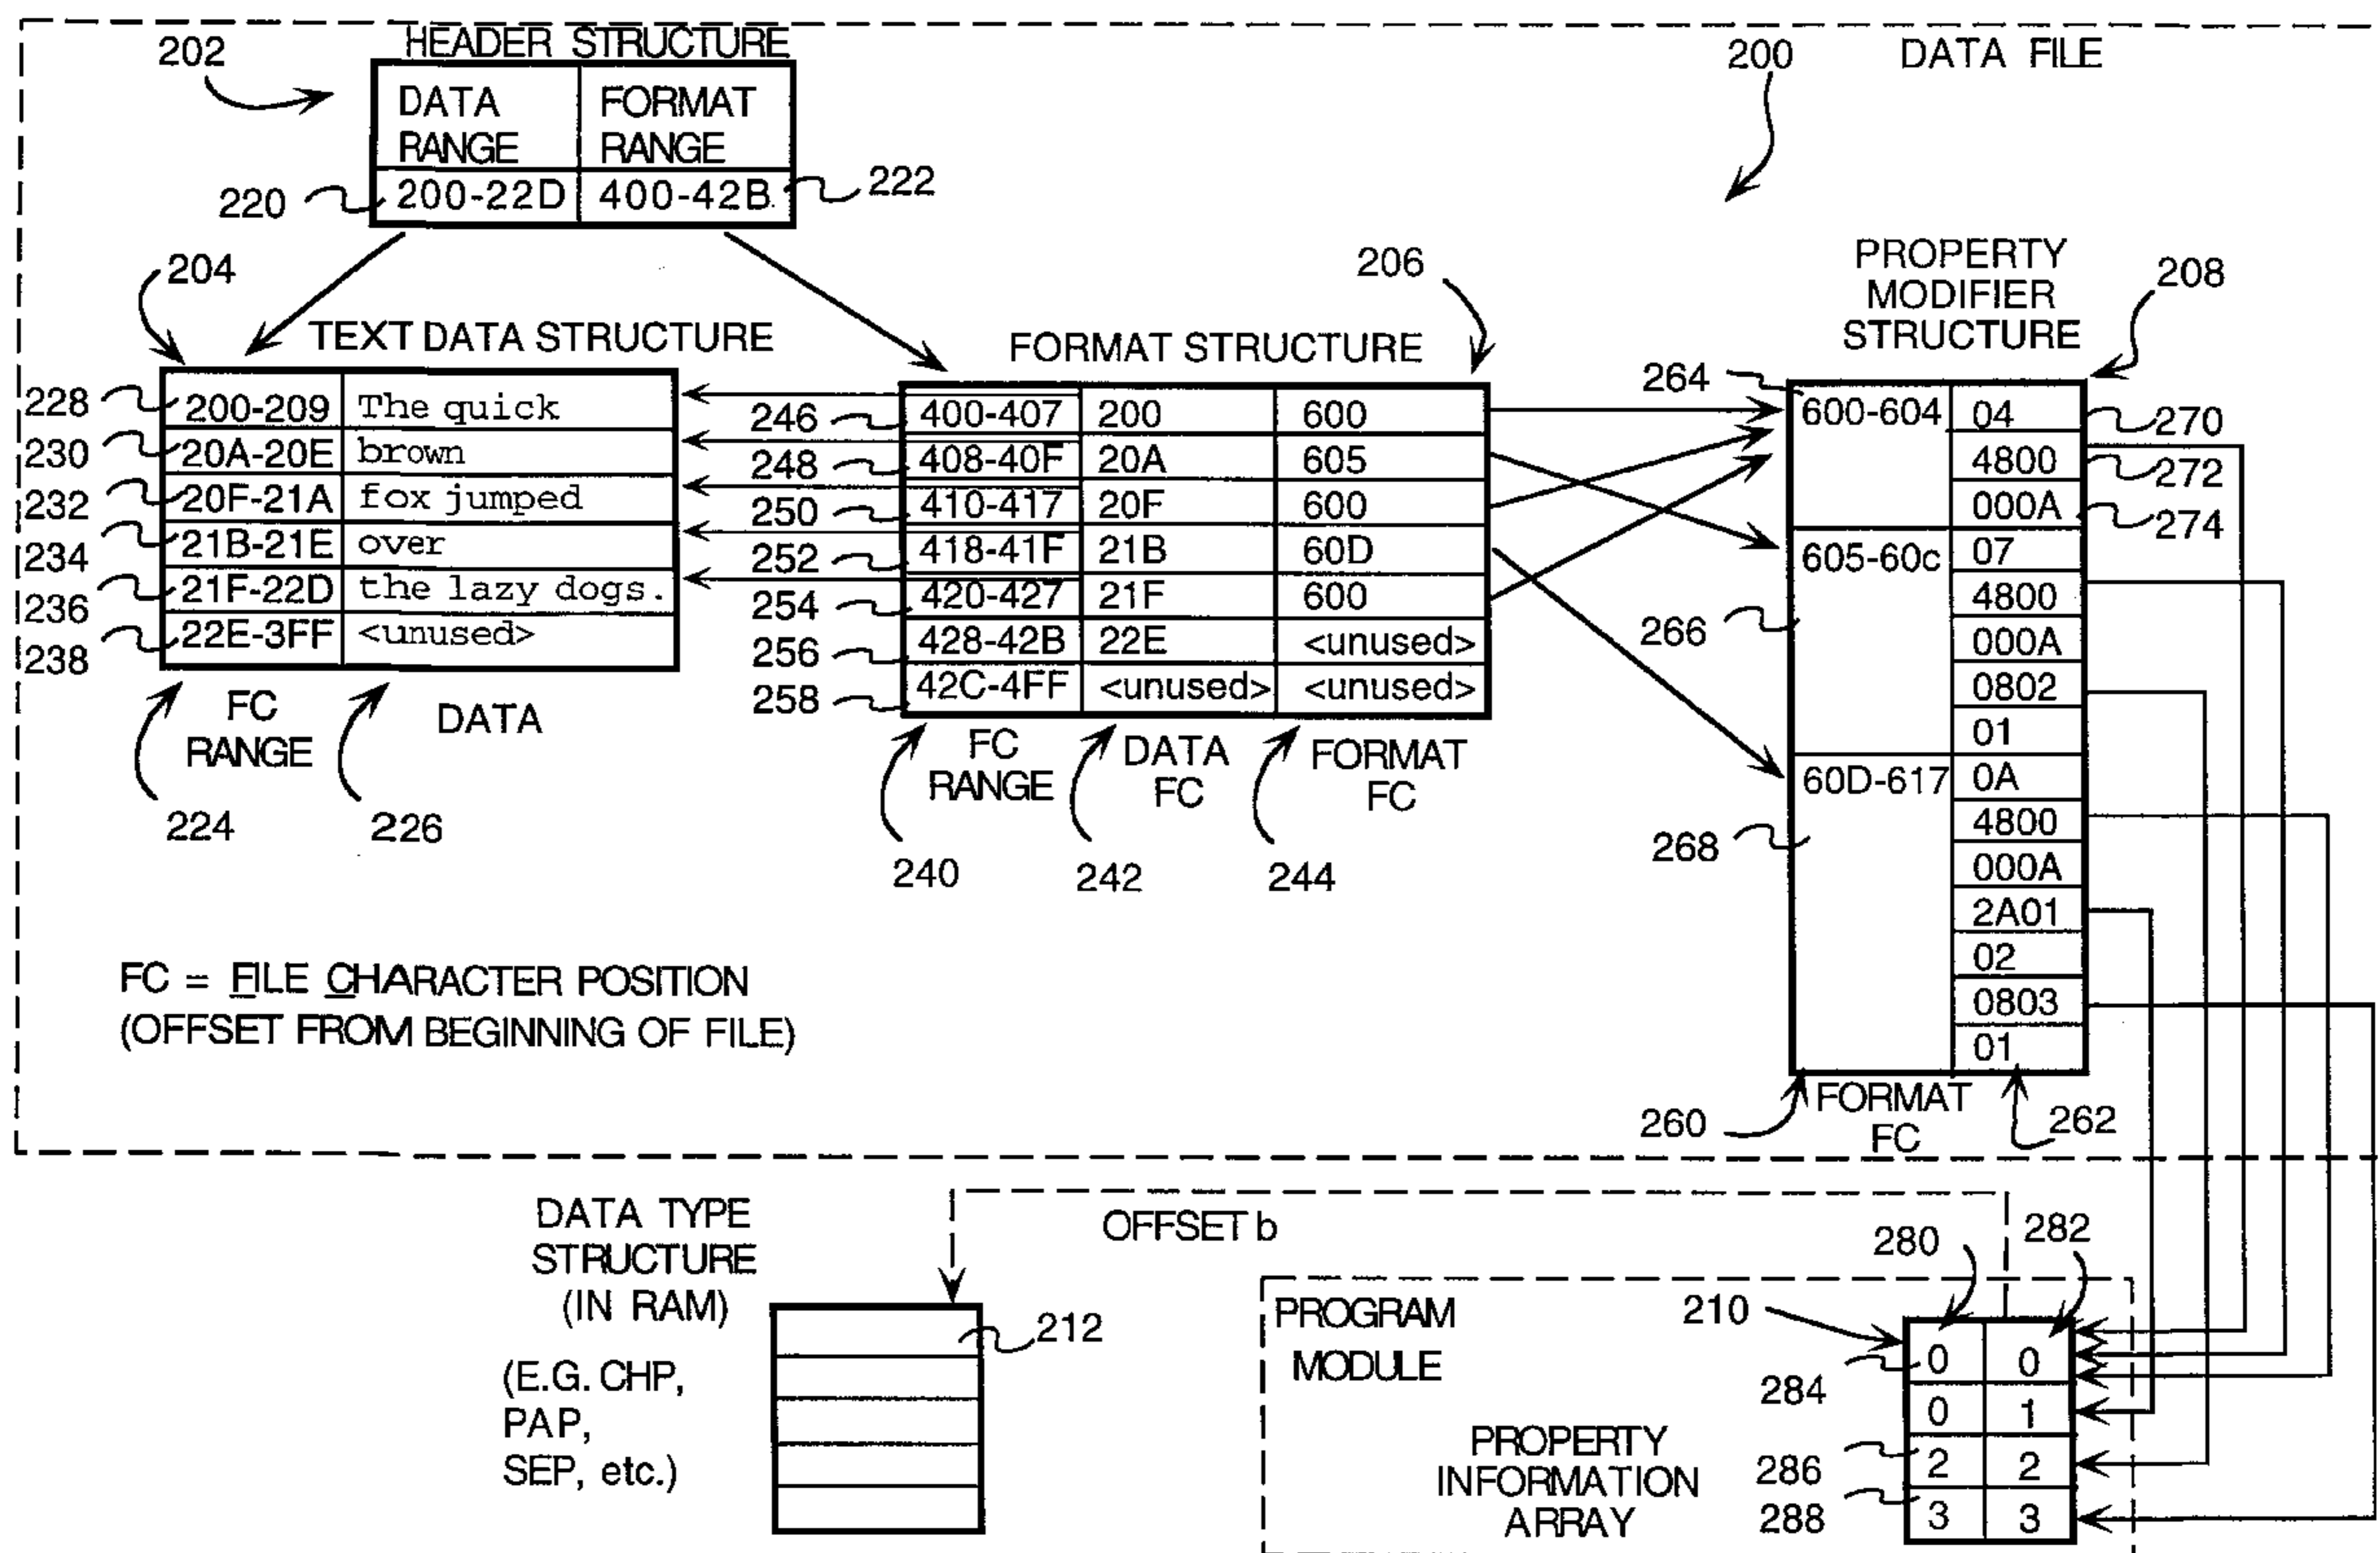 HEADER STRUCTURE
202
200
DATA FILE
DATA RANGE
FORMAT RANGE
220
200-22D
400-42B
222
204
206
PROPERTY
MODIFIER
STRUCTURE
208
TEXT DATA STRUCTURE
228
200-209
The quick
230
20A-20E
brown
232
20F-21A
fox jumped
234
21B-21E
over
236
21F-22D
the lazy dogs.
238
22E-3FF
<unused>
FC
RANGE
DATA
224
226
FORMAT STRUCTURE
246
400-407
200
600
248
408-40F
20A
605
250
410-417
20F
600
252
418-41F
21B
60D
254
420-427
21F
600
256
428-42B
22E
<unused>
258
42C-4FF
<unused>
<unused>
FC
RANGE
DATA
FC
FORMAT
FC
240
242
244
264
600-604
04
270
4800
272
000A
274
605-60c
07
4800
266
000A
0802
01
60D-617
0A
4800
268
000A
2A01
02
0803
01
260
FORMAT
FC
262
FC = FILE CHARACTER POSITION
(OFFSET FROM BEGINNING OF FILE)
DATA TYPE
STRUCTURE
(IN RAM)
(E.G. CHP,
PAP,
SEP, etc.)
212
OFFSET b
280
282
PROGRAM
MODULE
210
284
0
0
0
1
286
2
2
288
3
3
PROPERTY
INFORMATION
ARRAY